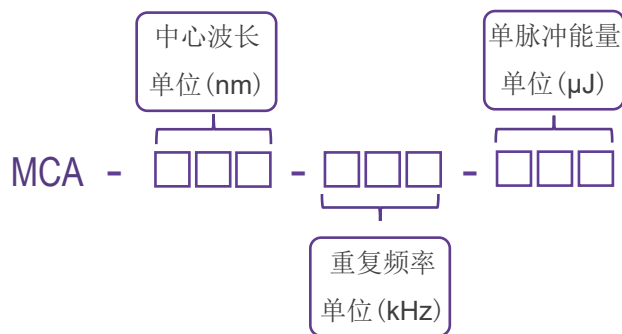 中心波长
单位(nm)
单脉冲能量
单位(μJ)
MCA - □□□ - □□□ - □□□
重复频率
单位(kHz)